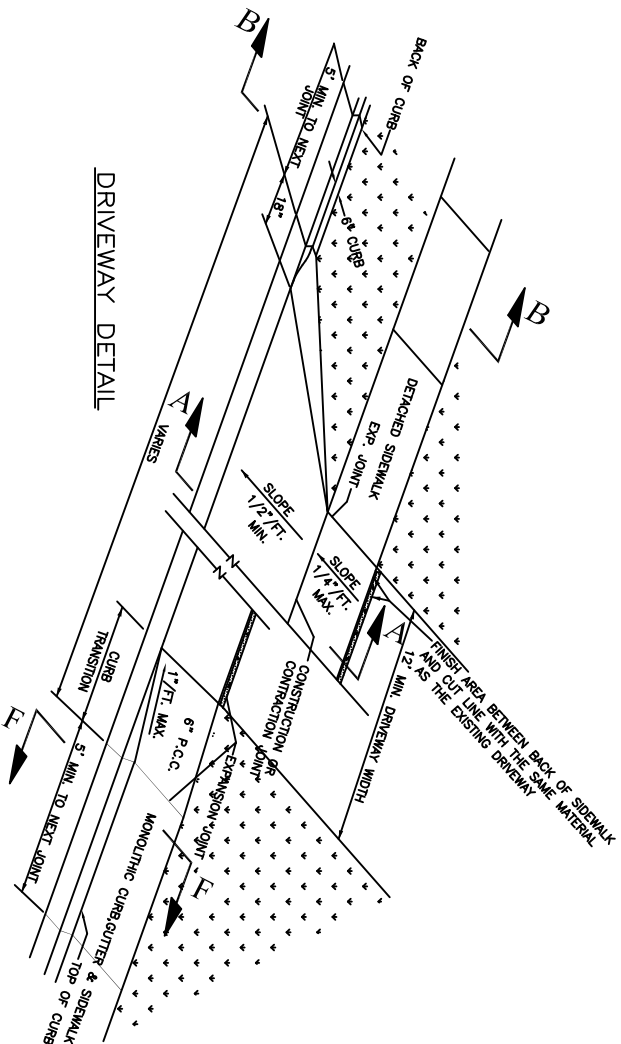 B
BACK OF CURB
5' MIN. TO NEXT
JOINT
18"
6" CURB
B
DETACHED SIDEWALK
EXP. JOINT
A
VARIES
SLOPE
1/2"/FT.
MIN.
SLOPE
1/4"/FT.
MAX.
A
N
N
FINISH AREA BETWEEN BACK OF SIDEWALK
AND CUT LINE WITH THE SAME MATERIAL
AS THE EXISTING DRIVEWAY
12' MIN. DRIVEWAY WIDTH
CONSTRUCTION OR
CONTRACTION JOINT
EXPANSION JOINT
CURB
TRANSITION
1"/FT. MAX.
6" P.C.C.
F
F
5' MIN. TO NEXT JOINT
MONOLITHIC CURB,GUTTER & SIDEWALK
TOP OF CURB
DRIVEWAY DETAIL